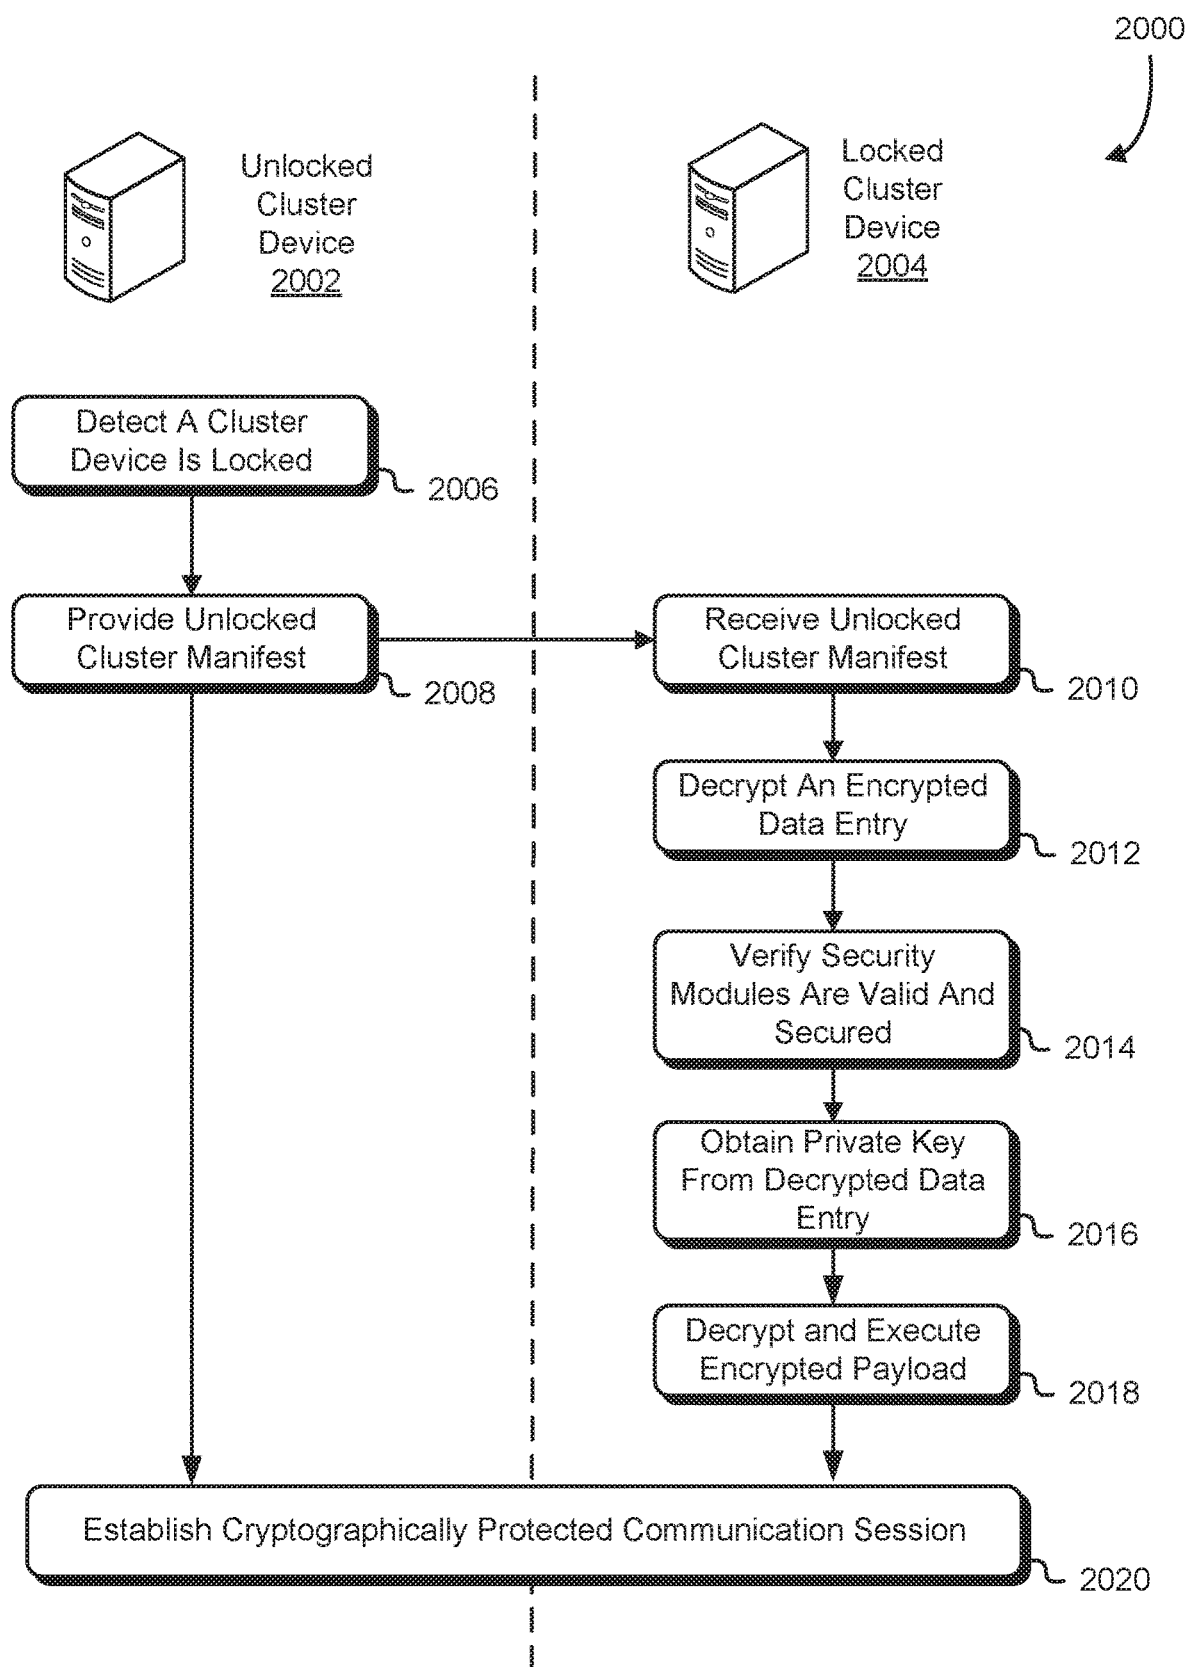 2000
Unlocked
Cluster
Device
2002
Locked
Cluster
Device
2004
Detect A Cluster
Device Is Locked
2006
Provide Unlocked
Cluster Manifest
2008
Receive Unlocked
Cluster Manifest
2010
Decrypt An Encrypted
Data Entry
2012
Verify Security
Modules Are Valid And
Secured
2014
Obtain Private Key
From Decrypted Data
Entry
2016
Decrypt and Execute
Encrypted Payload
2018
Establish Cryptographically Protected Communication Session
2020